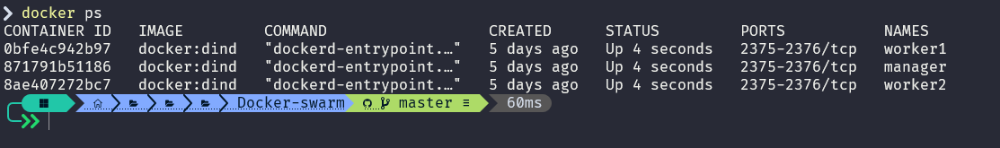 ❯ docker ps
CONTAINER ID   IMAGE         COMMAND                  CREATED      STATUS         PORTS           NAMES
0bfe4c942b97   docker:dind   "dockerd-entrypoint.…"   5 days ago   Up 4 seconds   2375-2376/tcp   worker1
871791b51186   docker:dind   "dockerd-entrypoint.…"   5 days ago   Up 4 seconds   2375-2376/tcp   manager
8ae407272bc7   docker:dind   "dockerd-entrypoint.…"   5 days ago   Up 4 seconds   2375-2376/tcp   worker2
Docker-swarm master ≡ 60ms